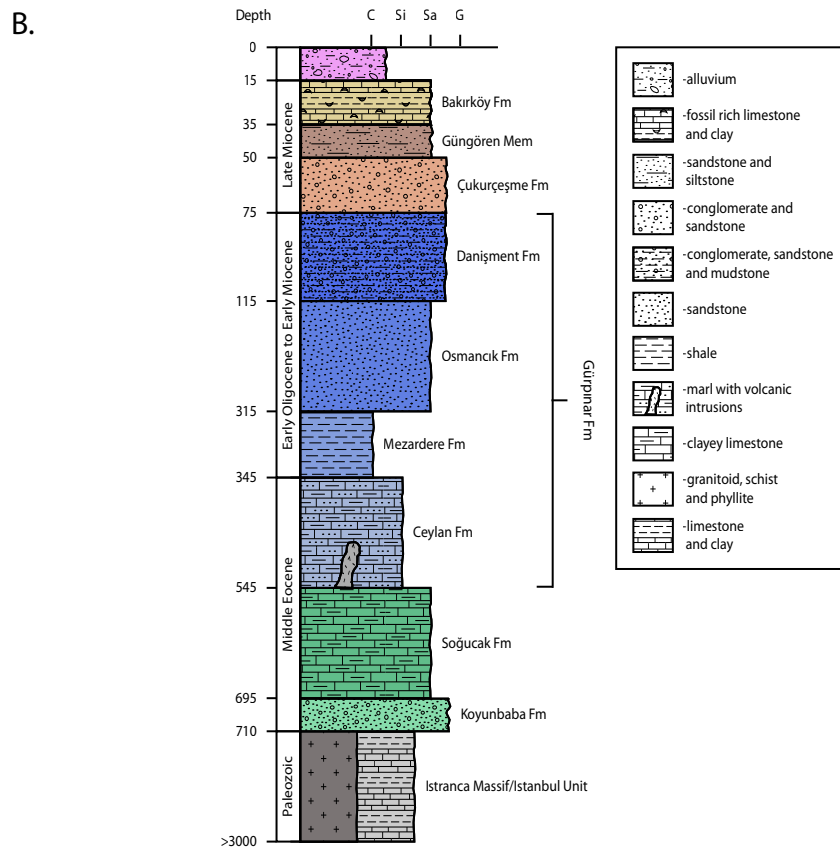 B.
Depth
C Si Sa G
0
15
35
50
75
115
315
345
545
695
710
>3000
Late Miocene
Early Oligocene to Early Miocene
Middle Eocene
Paleozoic
Bakırköy Fm
Güngören Mem
Çukurçeşme Fm
Danişment Fm
Osmancık Fm
Mezardere Fm
Ceylan Fm
Soğucak Fm
Koyunbaba Fm
Istranca Massif/Istanbul Unit
Gürpınar Fm
-alluvium
-fossil rich limestone
and clay
-sandstone and
siltstone
-conglomerate and
sandstone
-conglomerate, sandstone
and mudstone
-sandstone
-shale
-marl with volcanic
intrusions
-clayey limestone
-granitoid, schist
and phyllite
-limestone
and clay